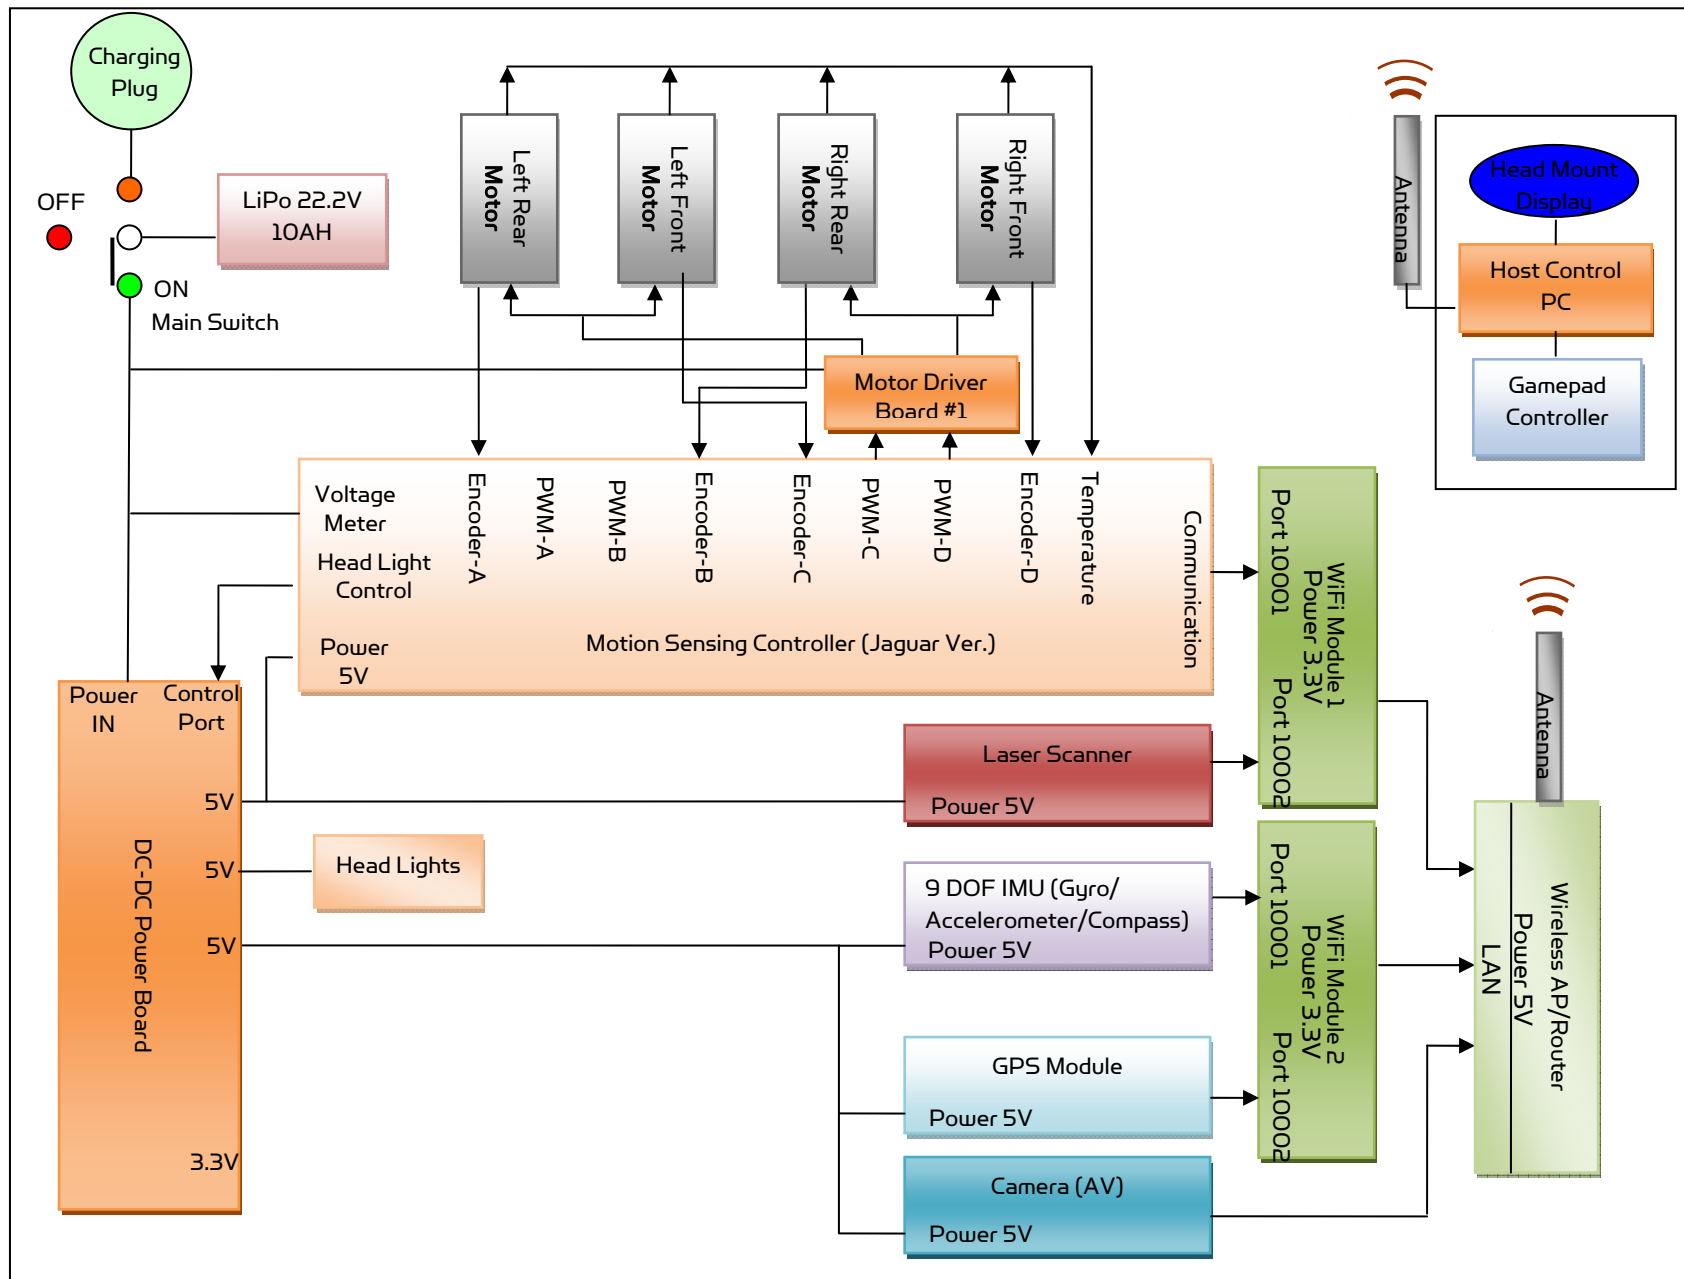 Charging
Plug
OFF
LiPo 22.2V
10AH
ON
Main Switch
Left Rear
Motor
Left Front
Motor
Right Rear
Motor
Right Front
Motor
Antenna
Head Mount
Display
Host Control
PC
Gamepad
Controller
Motor Driver
Board #1
Voltage
Meter
Head Light
Control
Power
5V
Encoder-A
PWM-A
PWM-B
Encoder-B
Encoder-C
PWM-C
PWM-D
Encoder-D
Temperature
Communication
Motion Sensing Controller (Jaguar Ver.)
Port 10001
Port 10002
WiFi Module 1
Power 3.3V
Power
IN
Control
Port
5V
5V
5V
3.3V
DC-DC Power Board
Head Lights
Laser Scanner
Power 5V
9 DOF IMU (Gyro/
Accelerometer/Compass)
Power 5V
GPS Module
Power 5V
Camera (AV)
Power 5V
Port 10001
Port 10002
WiFi Module 2
Power 3.3V
Antenna
Wireless AP/Router
Power 5V
LAN